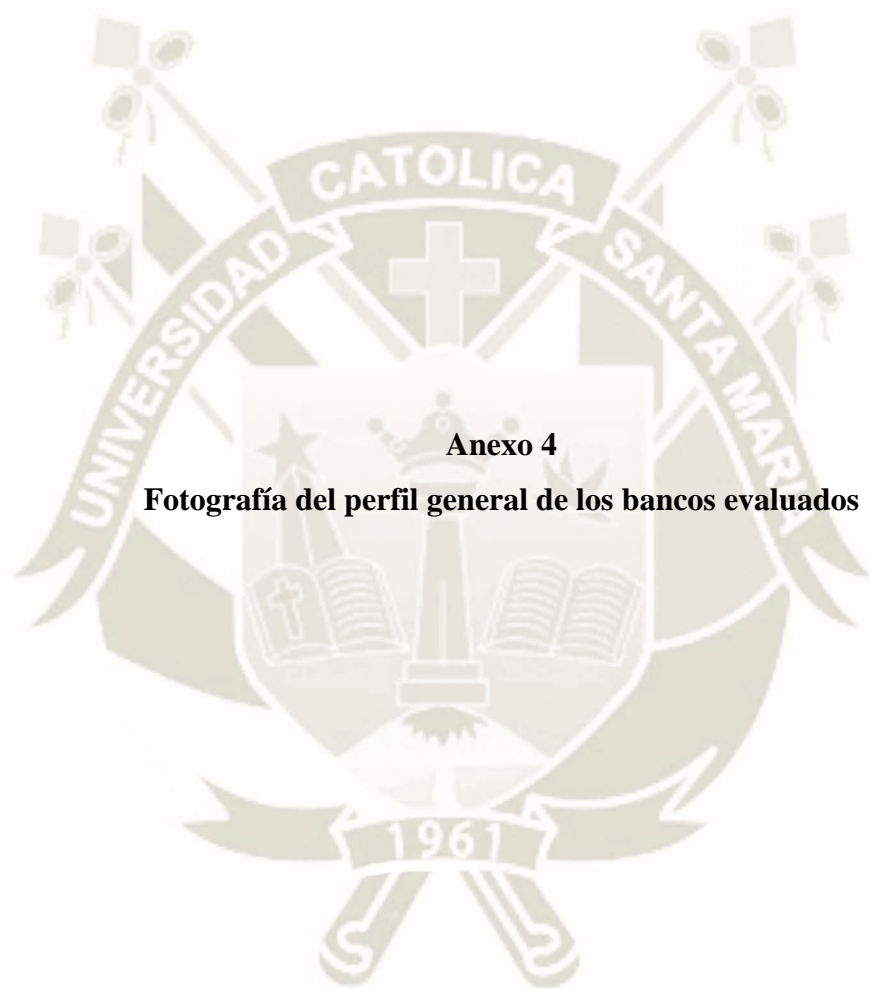 CATOLICA
UNIVERSIDAD
SANTA MARIA
Anexo 4
Fotografía del perfil general de los bancos evaluados
1961